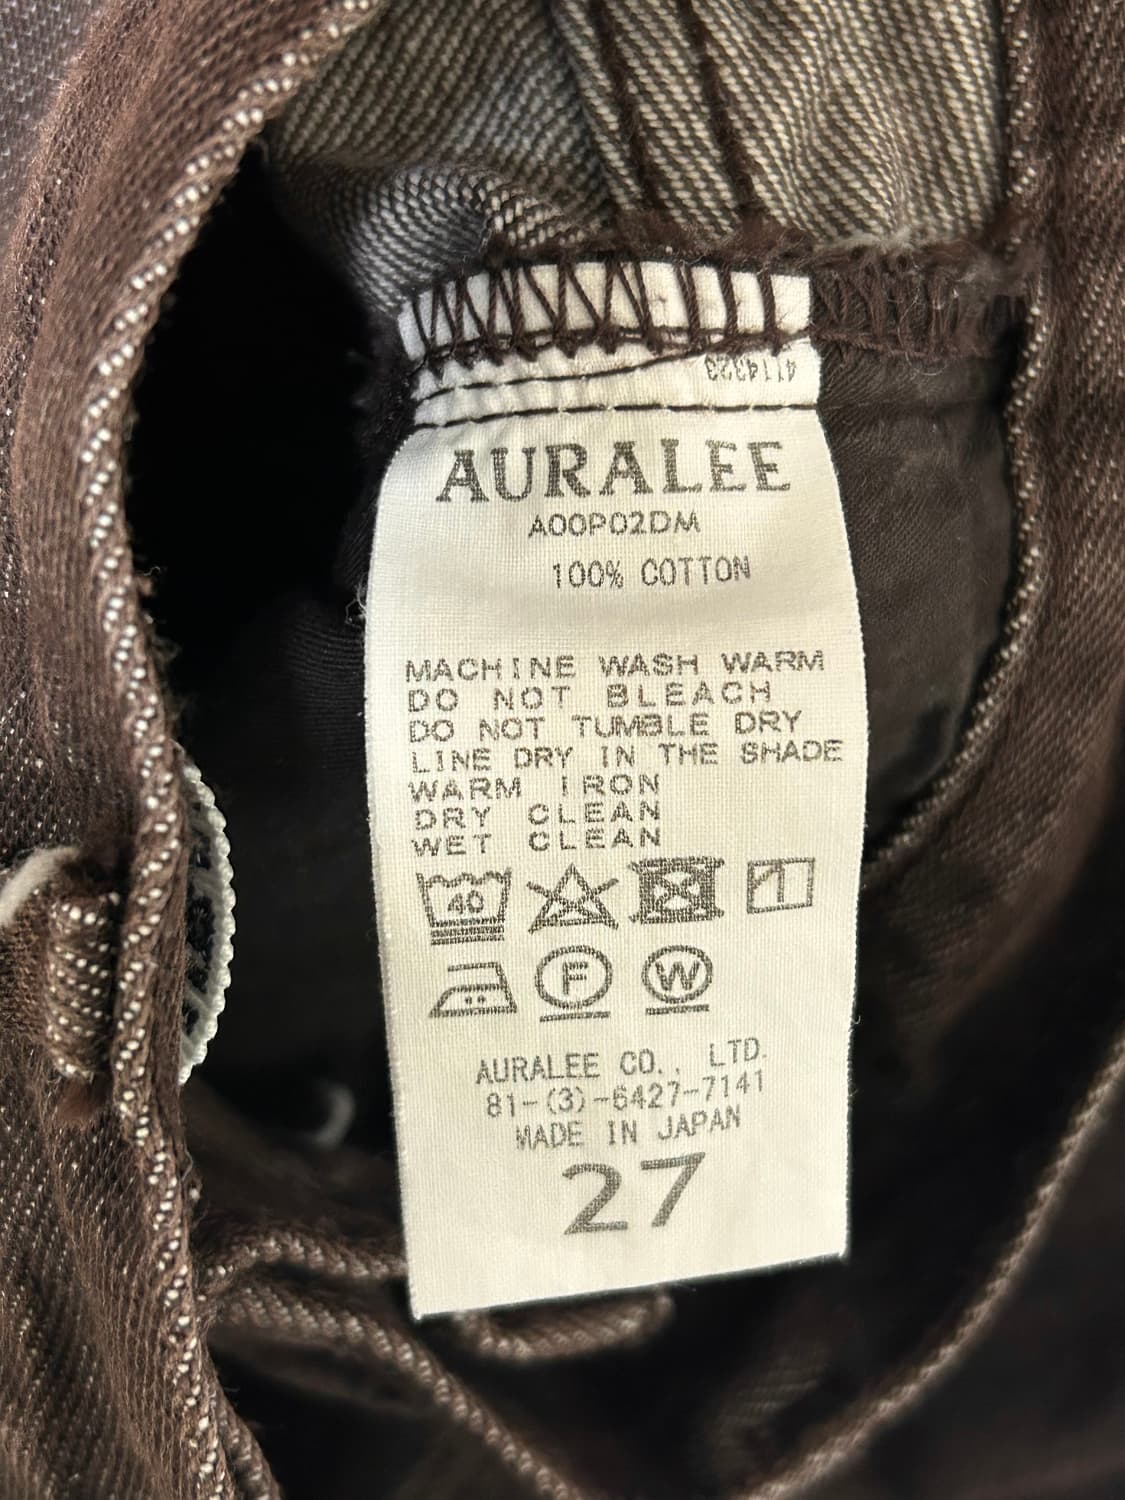 4114323
AURALEE
A00P02DM
100% COTTON
MACHINE WASH WARM
DO NOT BLEACH
DO NOT TUMBLE DRY
LINE DRY IN THE SHADE
WARM IRON
DRY CLEAN
WET CLEAN
40
F W
AURALEE CO., LTD.
81-(3)-6427-7141
MADE IN JAPAN
27